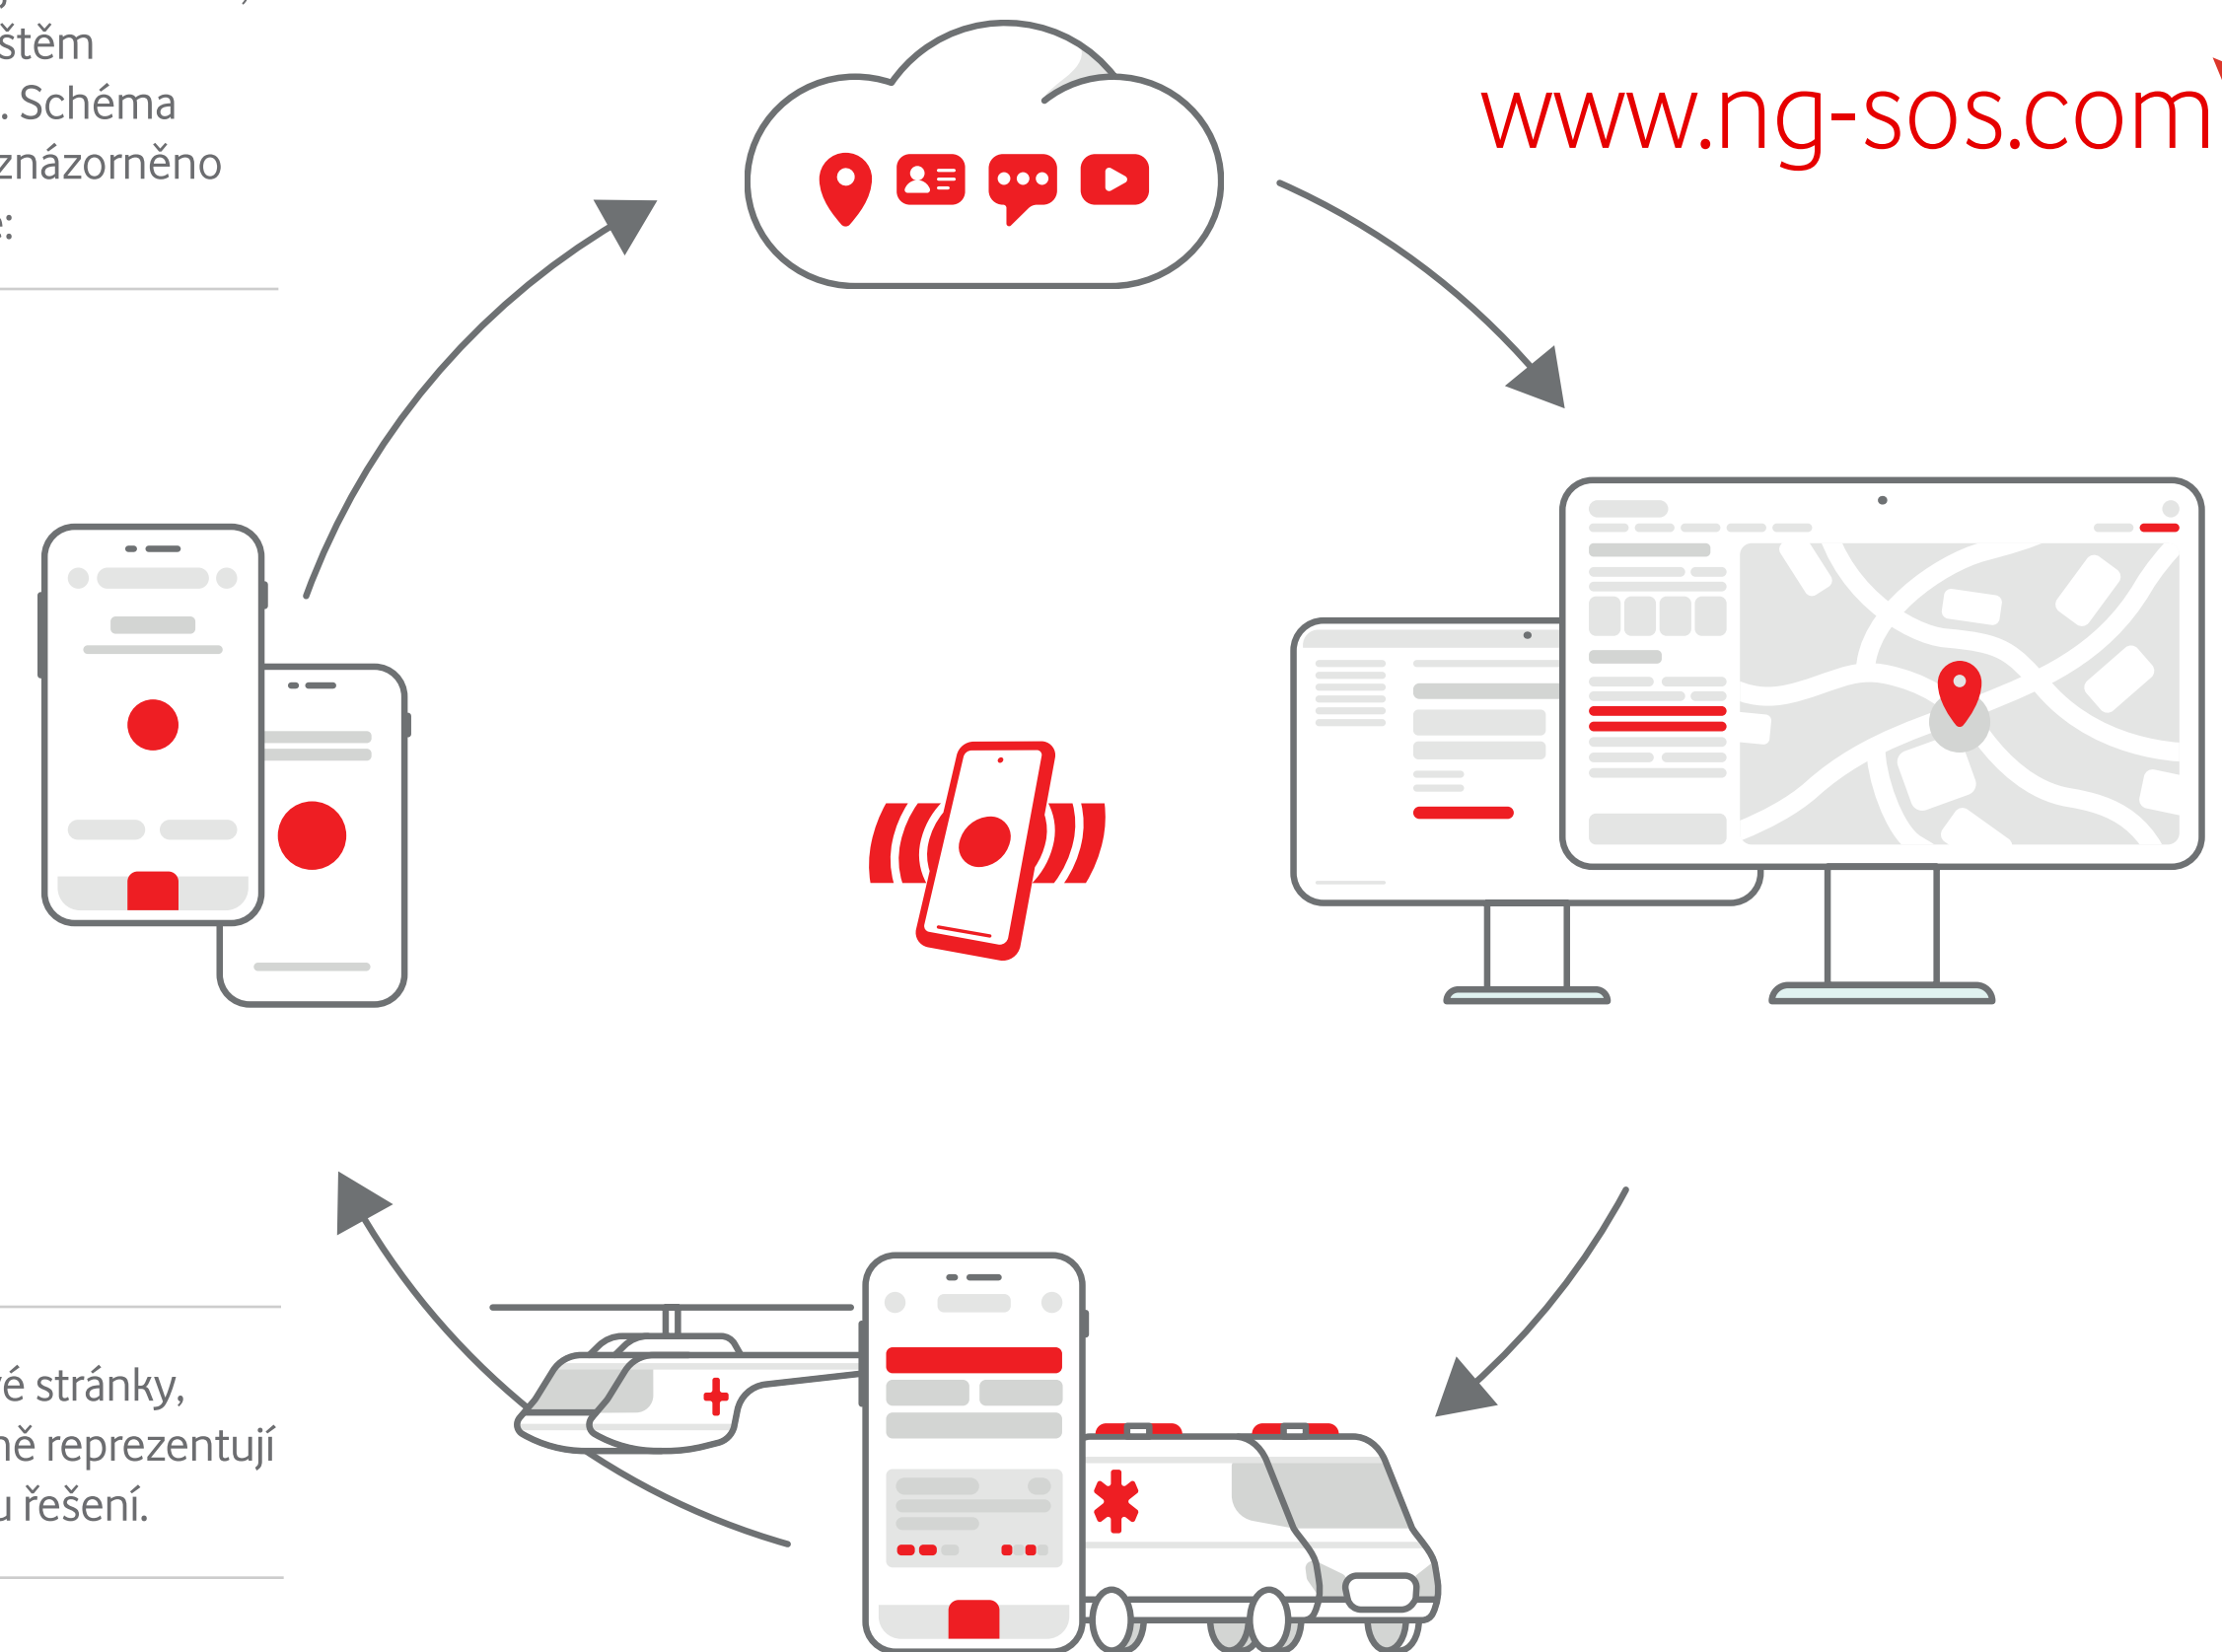 štěm
. Schéma
znázorněno
e:
www.ng-sos.com
é stránky,
ně reprezentují
u řešení.